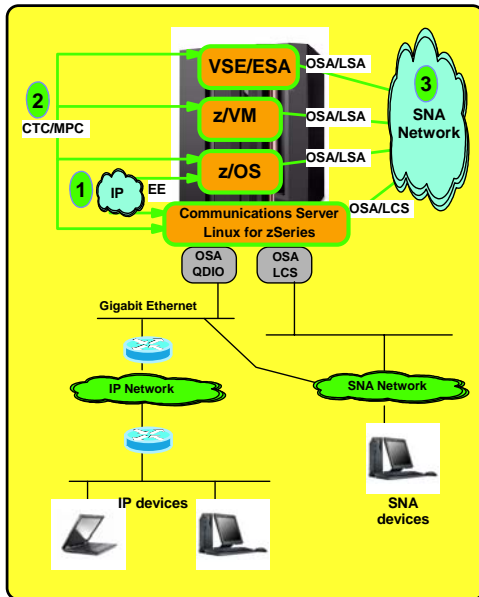 VSE/ESA
OSA/LSA
2
3
SNA
Network
z/VM
OSA/LSA
CTC/MPC
z/OS
OSA/LSA
1
IP
EE
Communications Server
Linux for zSeries
OSA/LCS
OSA
QDIO
OSA
LCS
Gigabit Ethernet
IP Network
SNA Network
IP devices
SNA
devices